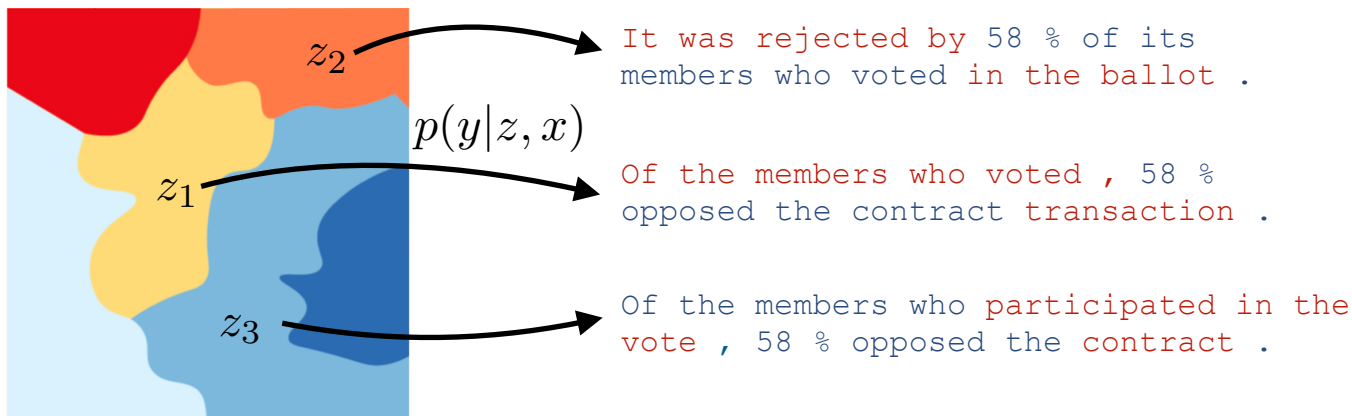 z₂
It was rejected by 58 % of its
members who voted in the ballot .
p(y|z, x)
z₁
Of the members who voted , 58 %
opposed the contract transaction .
z₃
Of the members who participated in the
vote , 58 % opposed the contract .